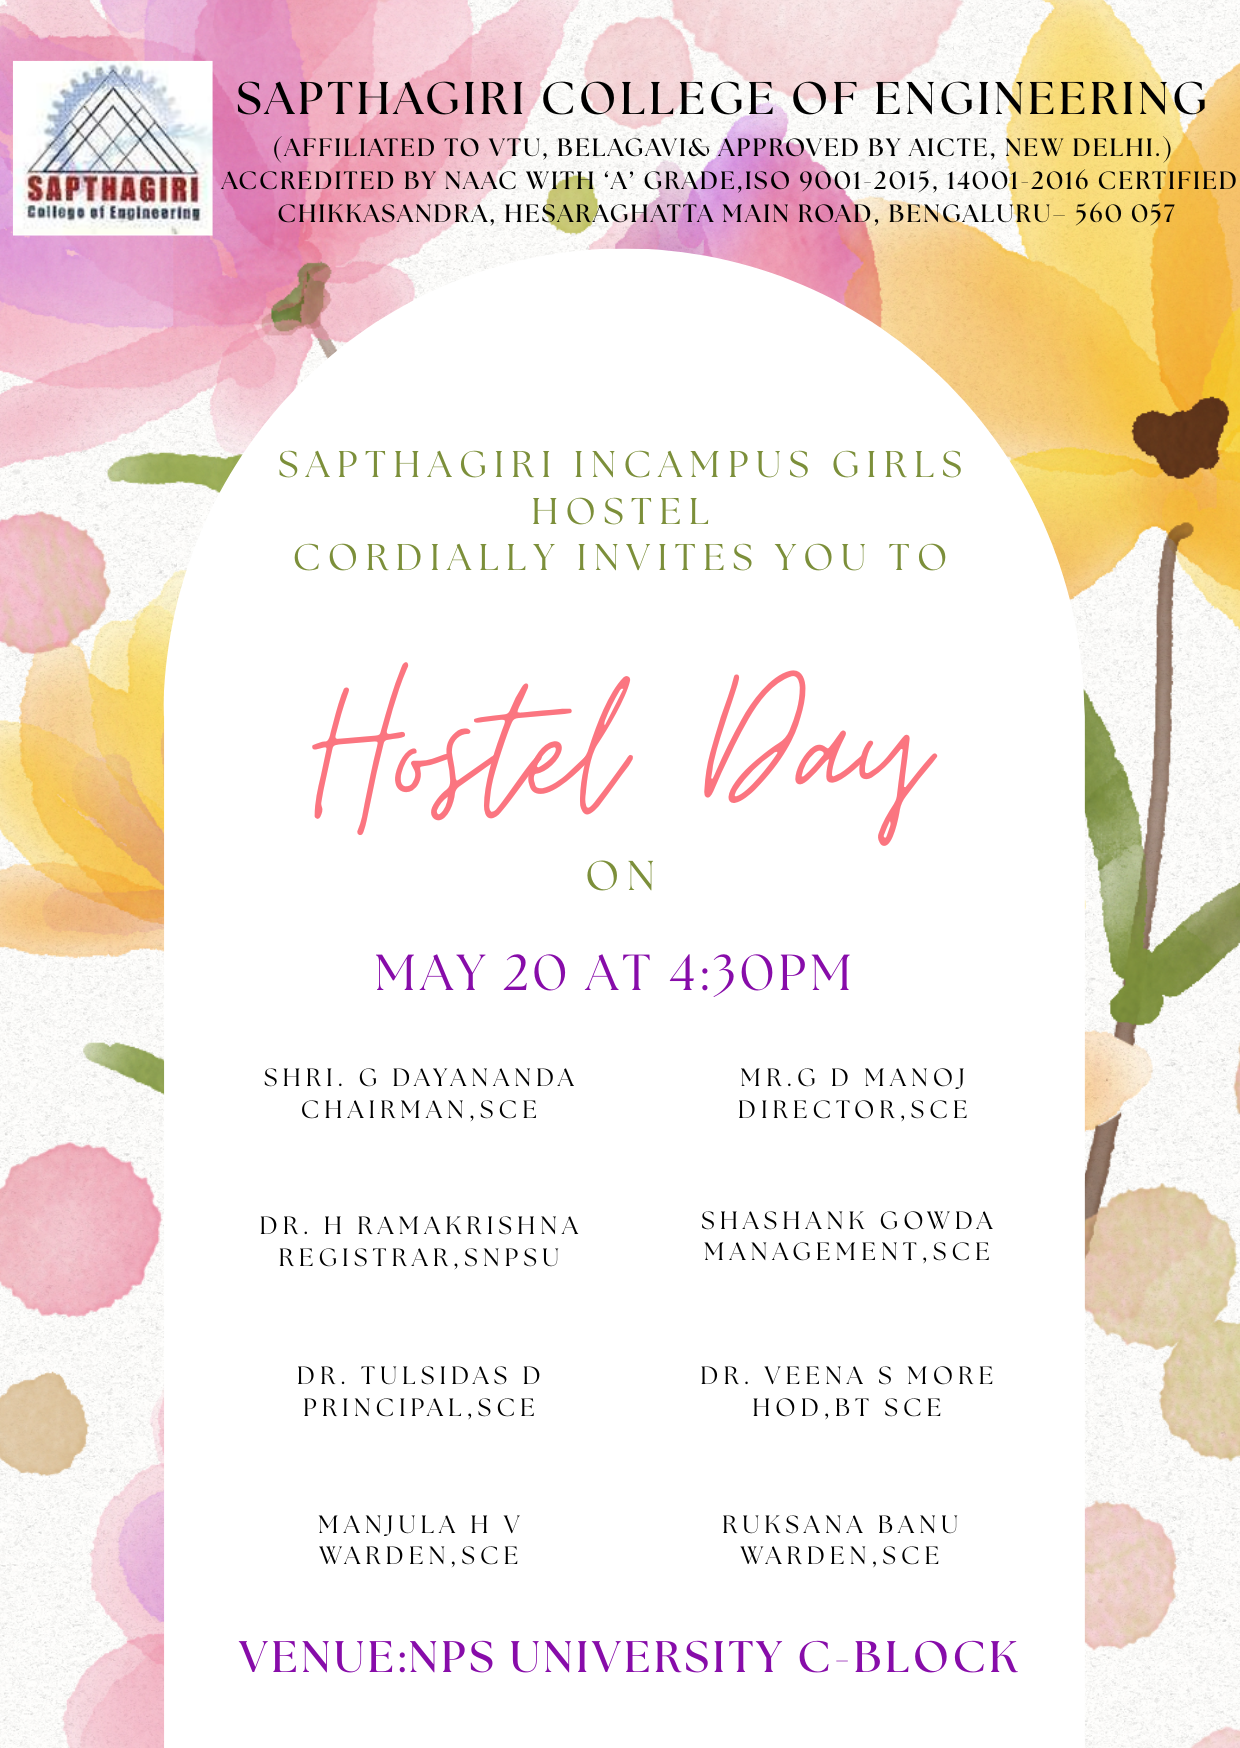 SAPTHAGIRI
College of Engineering
SAPTHAGIRI COLLEGE OF ENGINEERING
(AFFILIATED TO VTU, BELAGAVI& APPROVED BY AICTE, NEW DELHI.)
ACCREDITED BY NAAC WITH ‘A’ GRADE,ISO 9001-2015, 14001-2016 CERTIFIED
CHIKKASANDRA, HESARAGHATTA MAIN ROAD, BENGALURU– 560 057
SAPTHAGIRI INCAMPUS GIRLS
HOSTEL
CORDIALLY INVITES YOU TO
Hostel Day
ON
MAY 20 AT 4:30PM
SHRI. G DAYANANDA
CHAIRMAN,SCE
MR.G D MANOJ
DIRECTOR,SCE
DR. H RAMAKRISHNA
REGISTRAR,SNPSU
SHASHANK GOWDA
MANAGEMENT,SCE
DR. TULSIDAS D
PRINCIPAL,SCE
DR. VEENA S MORE
HOD,BT SCE
MANJULA H V
WARDEN,SCE
RUKSANA BANU
WARDEN,SCE
VENUE:NPS UNIVERSITY C-BLOCK